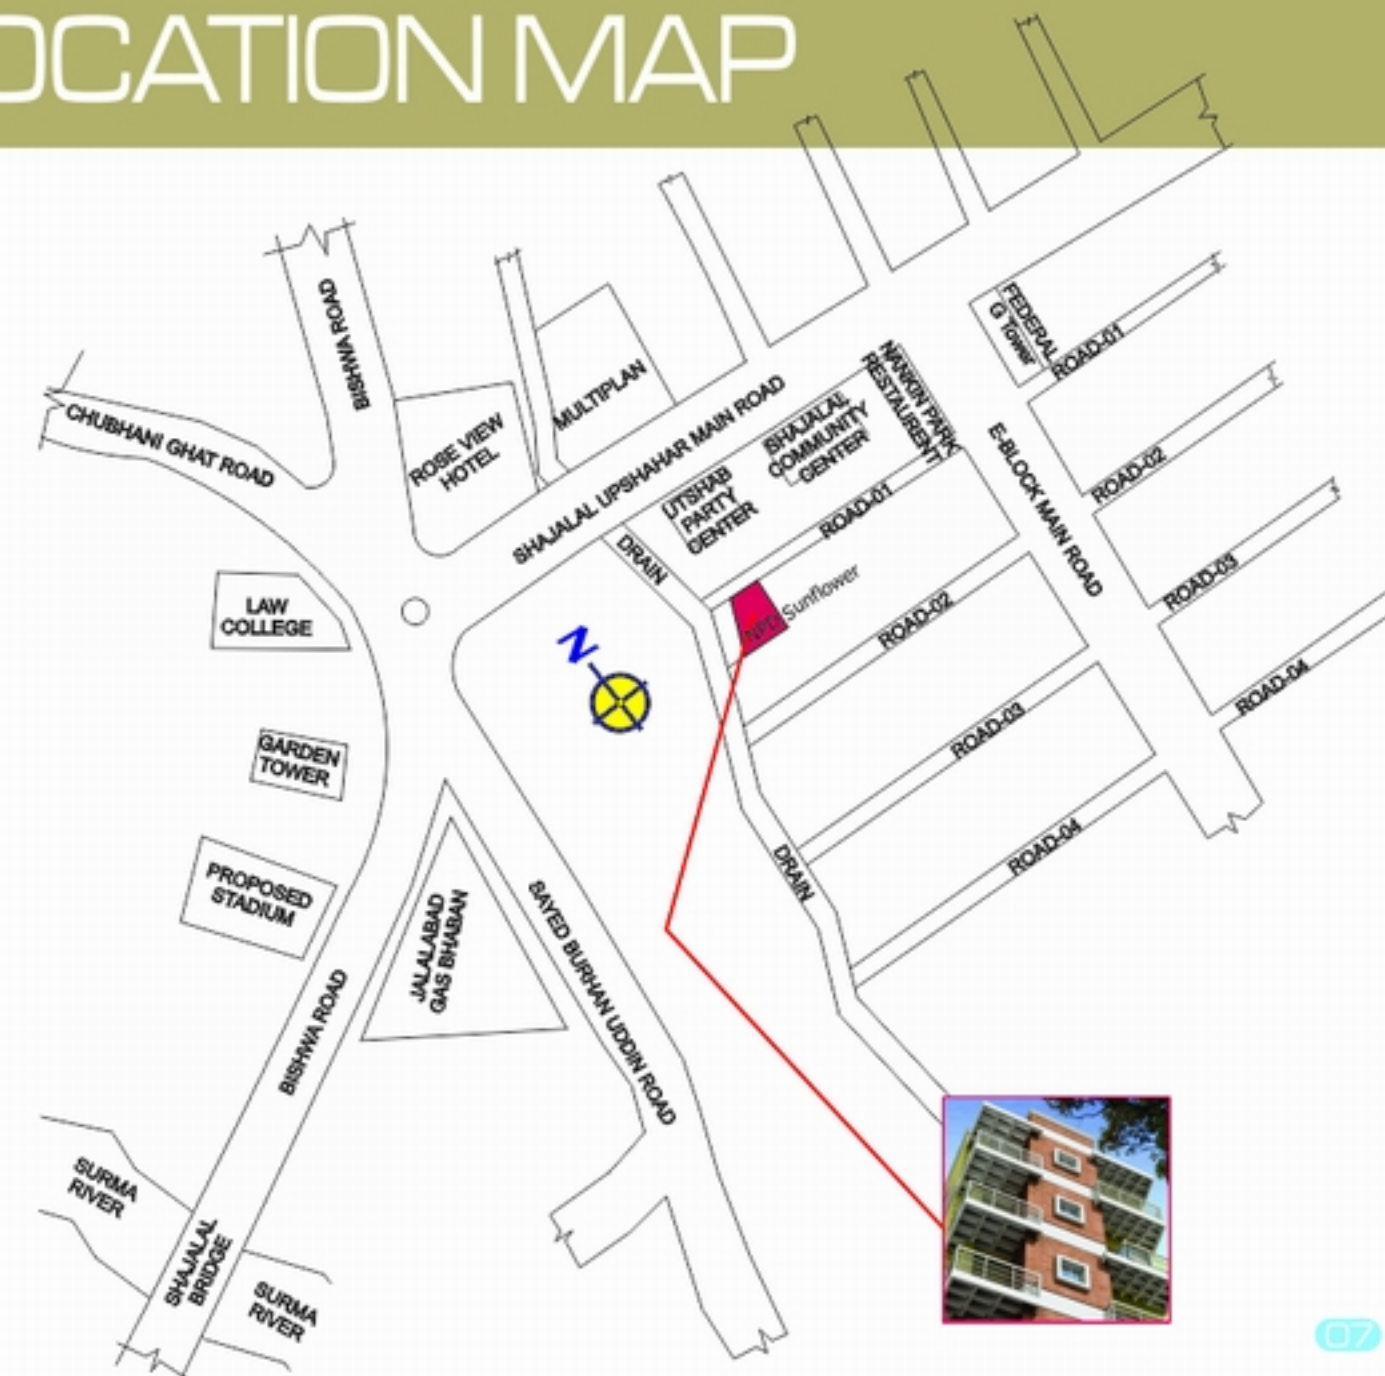 OCATION MAP
BISHWA ROAD
CHUBHANI GHAT ROAD
ROSE VIEW
HOTEL
MULTIPLAN
SHAJALAL UPSHAHAR MAIN ROAD
NANKIN PARK
RESTAURENT
FEDERAL
G Tower
ROAD-01
SHAJALAL
COMMUNITY
CENTER
UTSHAB
PARTY
CENTER
ROAD-01
E-BLOCK MAIN ROAD
ROAD-02
DRAIN
LAW
COLLEGE
N
NPD Sunflower
ROAD-02
ROAD-03
GARDEN
TOWER
ROAD-03
ROAD-04
PROPOSED
STADIUM
JALALABAD
GAS BHABAN
SAYED BURHAN UDDIN ROAD
DRAIN
ROAD-04
BISHWA ROAD
SURMA
RIVER
SHAJALAL
BRIDGE
SURMA
RIVER
07